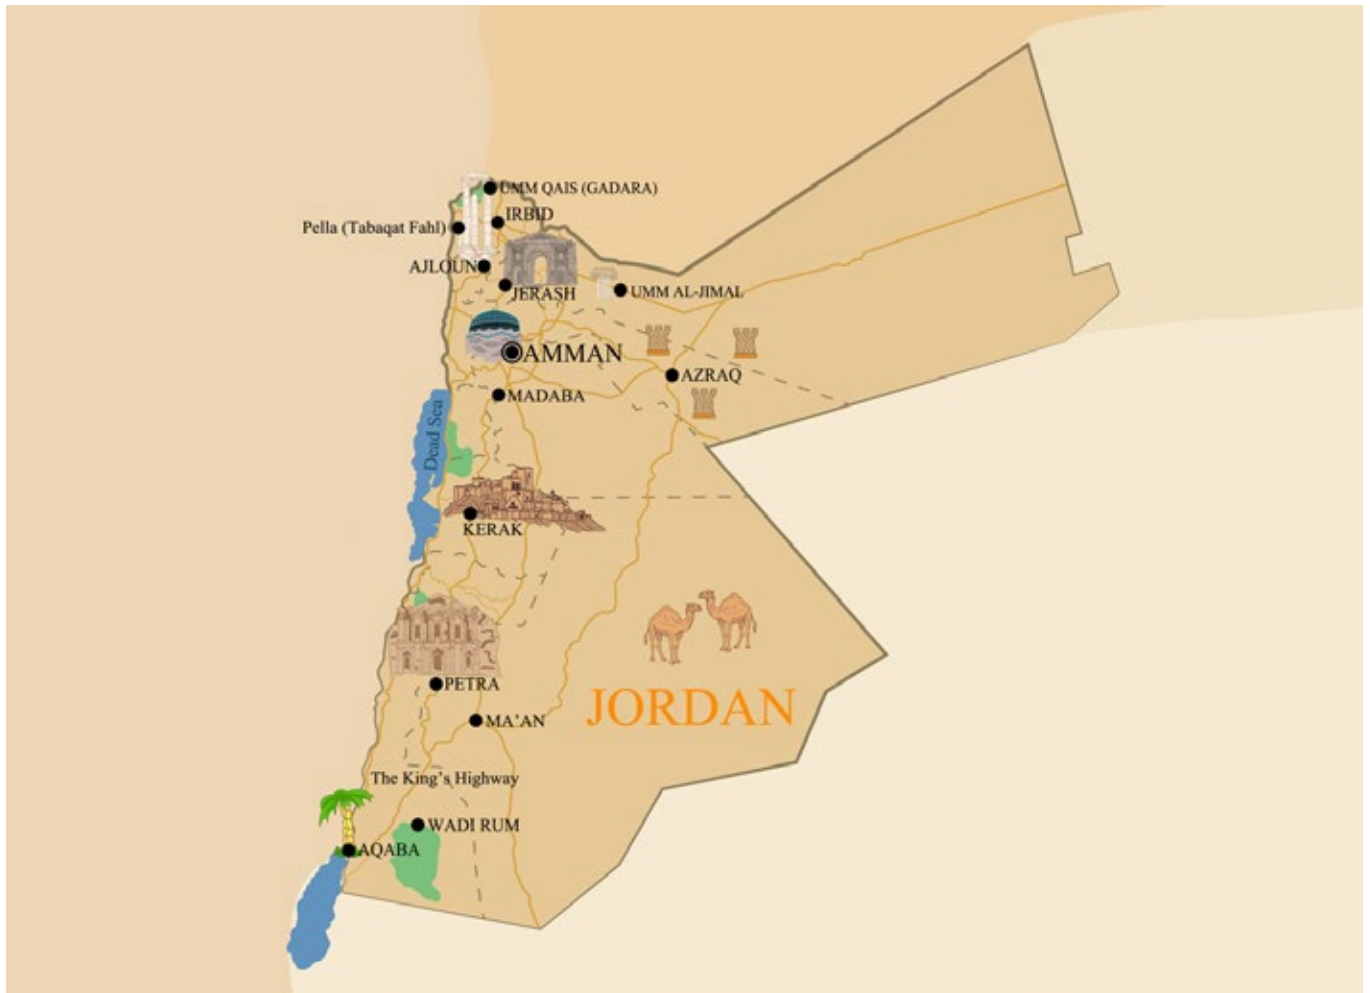 UMM QAIS (GADARA)
IRBID
Pella (Tabaqat Fahl)
AJLOUN
JERASH
UMM AL-JIMAL
AMMAN
AZRAQ
MADABA
Dead Sea
KERAK
PETRA
JORDAN
MA'AN
The King's Highway
WADI RUM
AQABA